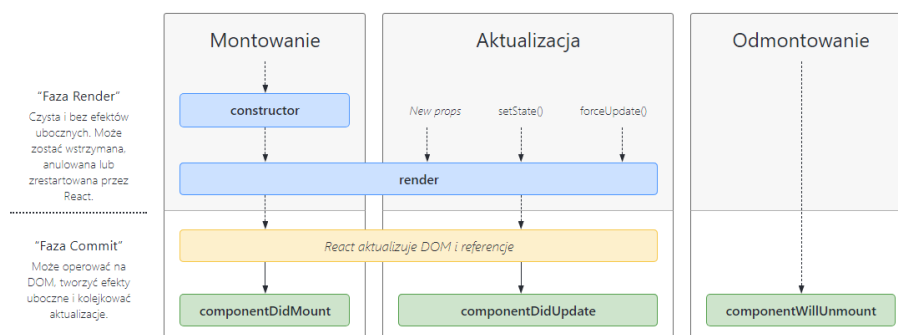 Montowanie
Aktualizacja
Odmontowanie
“Faza Render”
Czysta i bez efektów
ubocznych. Może
zostać wstrzymana,
anulowana lub
zrestartowana przez
React.
constructor
New props
setState()
forceUpdate()
render
“Faza Commit”
Może operować na
DOM, tworzyć efekty
uboczne i kolejkować
aktualizacje.
React aktualizuje DOM i referencje
componentDidMount
componentDidUpdate
componentWillUnmount